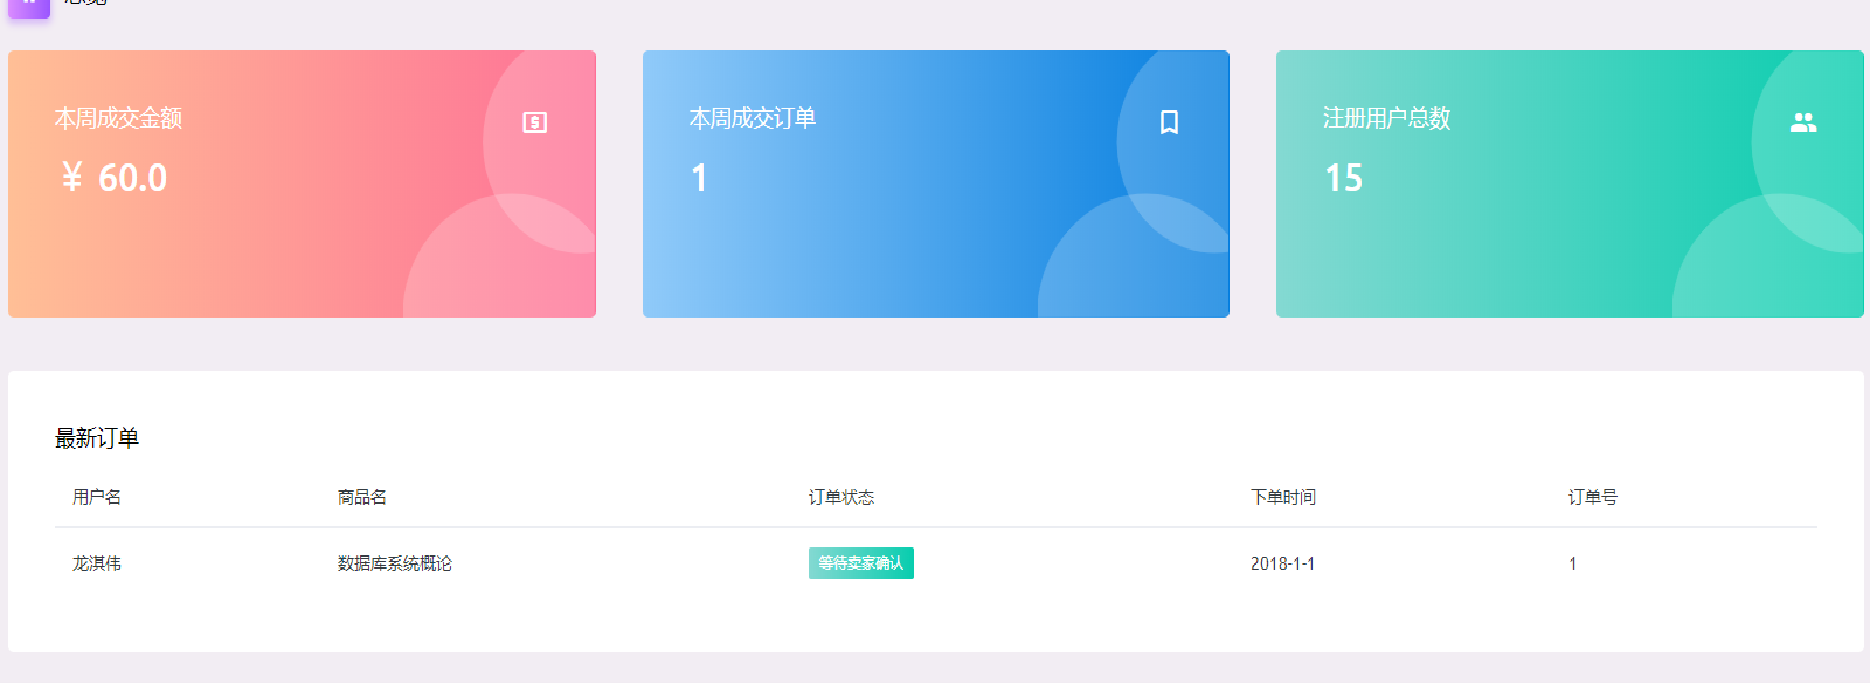 本周成交金额
¥ 60.0
本周成交订单
1
注册用户总数
15
最新订单
用户名 商品名 订单状态 下单时间 订单号
龙淇伟 数据库系统概论 等待卖家确认 2018-1-1 1